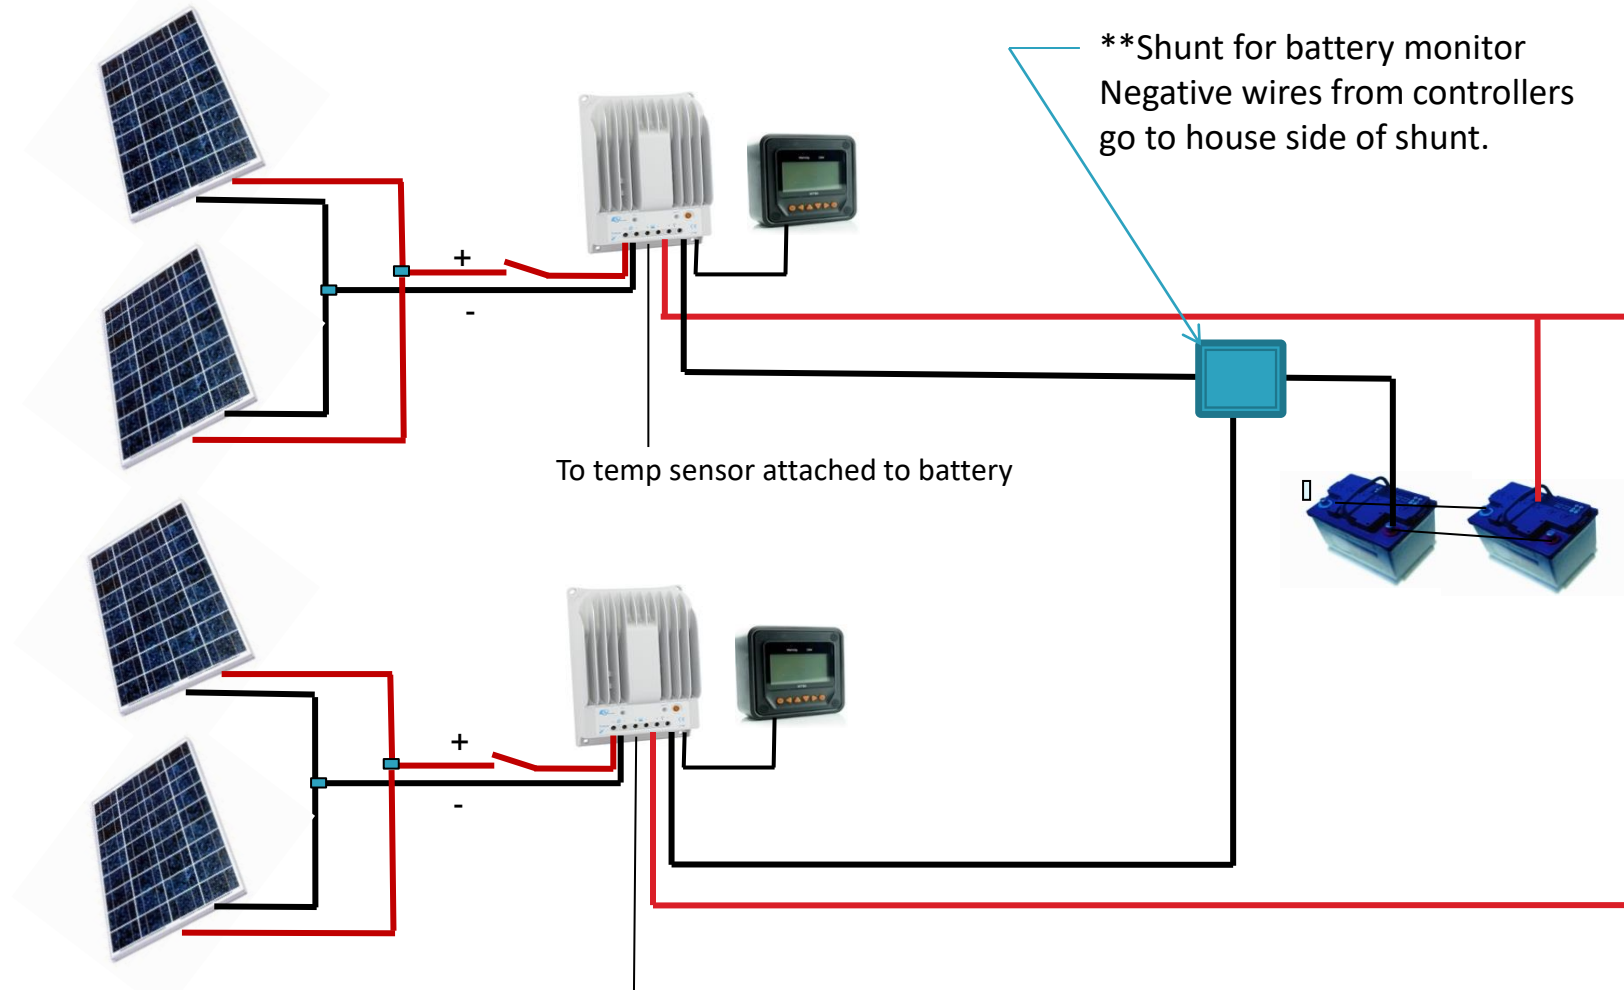 **Shunt for battery monitor
Negative wires from controllers
go to house side of shunt.
+
-
To temp sensor attached to battery
+
-